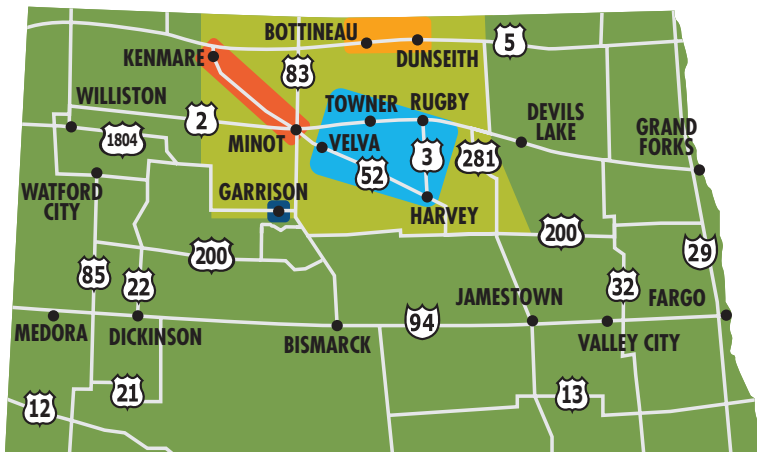 BOTTINEAU
DUNSEITH
5
KENMARE
83
WILLISTON
2
TOWNER
RUGBY
DEVILS
LAKE
1804
MINOT
VELVA
3
281
GRAND
FORKS
52
WATFORD
CITY
GARRISON
HARVEY
200
200
29
85
22
32
JAMESTOWN
FARGO
94
MEDORA
DICKINSON
BISMARCK
VALLEY CITY
21
13
12